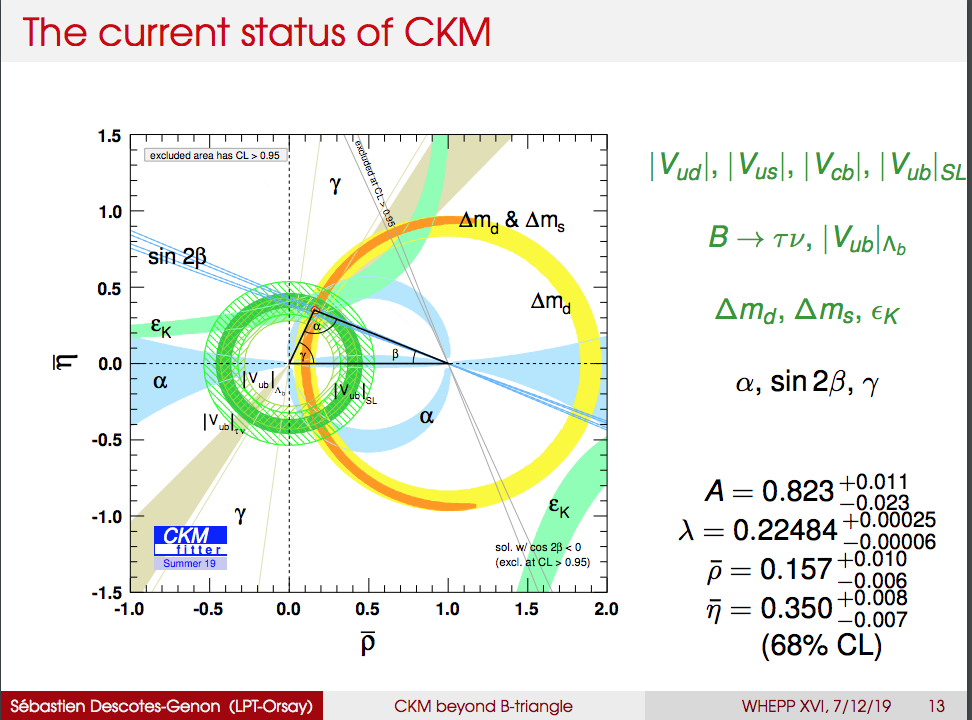 The current status of CKM
excluded area has CL > 0.95
excluded at CL > 0.95
γ
Δm_d & Δm_s
sin 2β
Δm_d
ε_K
α
α
β
γ
|V_ub|_Λb
|V_ub|_SL
|V_ub|_τν
α
γ
ε_K
sol. w/ cos 2β < 0
(excl. at CL > 0.95)
CKM
fitter
Summer 19
1.5
1.0
0.5
0.0
-0.5
-1.0
-1.5
η̄
-1.0 -0.5 0.0 0.5 1.0 1.5 2.0
ρ̄
|V_ud|, |V_us|, |V_cb|, |V_ub|_SL
B → τν, |V_ub|_Λb
Δm_d, Δm_s, ϵ_K
α, sin 2β, γ
A = 0.823 +0.011 −0.023
λ = 0.22484 +0.00025 −0.00006
ρ̄ = 0.157 +0.010 −0.006
η̄ = 0.350 +0.008 −0.007
(68% CL)
Sébastien Descotes-Genon (LPT-Orsay) CKM beyond B-triangle WHEPP XVI, 7/12/19 13